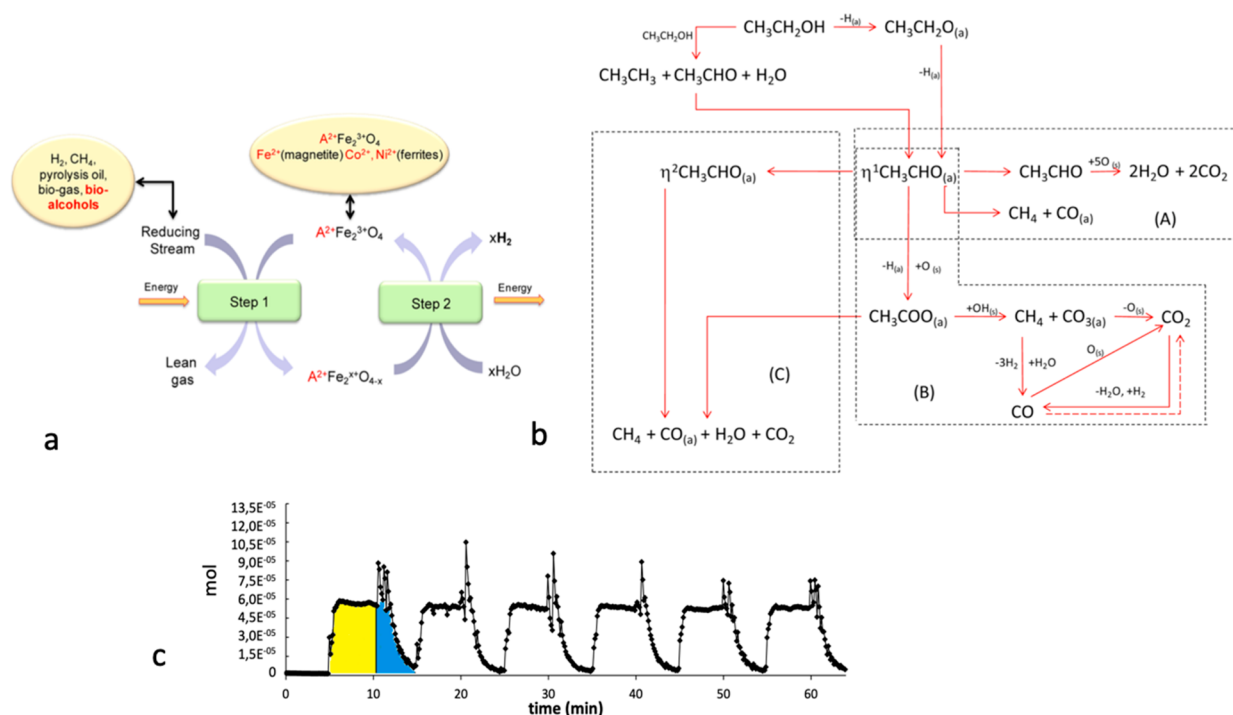 H₂, CH₄,
pyrolysis oil,
bio-gas, bio-
alcohols
A²⁺Fe₂³⁺O₄
Fe²⁺(magnetite) Co²⁺, Ni²⁺(ferrites)
Reducing
Stream
A²⁺Fe₂³⁺O₄
xH₂
Energy
Step 1
Step 2
Energy
Lean
gas
A²⁺Fe₂ˣ⁺O₄₋ₓ
xH₂O
a
CH₃CH₂OH
CH₃CH₂OH
-H(a)
CH₃CH₂O(a)
CH₃CH₃ + CH₃CHO + H₂O
-H(a)
η²CH₃CHO(a)
η¹CH₃CHO(a)
CH₃CHO
+5O (s)
2H₂O + 2CO₂
CH₄ + CO(a)
(A)
-H(a)
+O (s)
CH₃COO(a)
+OH(s)
CH₄ + CO₃(a)
-O(s)
CO₂
-3H₂
+H₂O
O(s)
(C)
(B)
-H₂O, +H₂
CO
CH₄ + CO(a) + H₂O + CO₂
b
mol
13,5E⁻⁰⁵
12,0E⁻⁰⁵
10,5E⁻⁰⁵
9,0E⁻⁰⁵
7,5E⁻⁰⁵
6,0E⁻⁰⁵
4,5E⁻⁰⁵
3,0E⁻⁰⁵
1,5E⁻⁰⁵
0
0 10 20 30 40 50 60
time (min)
c